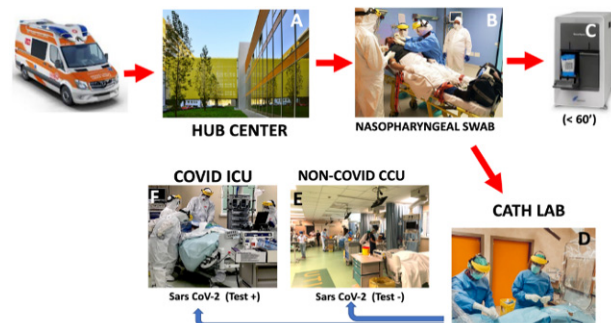 A
B
C
HUB CENTER
NASOPHARYNGEAL SWAB
(< 60')
COVID ICU
NON-COVID CCU
CATH LAB
F
E
D
Sars CoV-2 (Test +)
Sars CoV-2 (Test -)